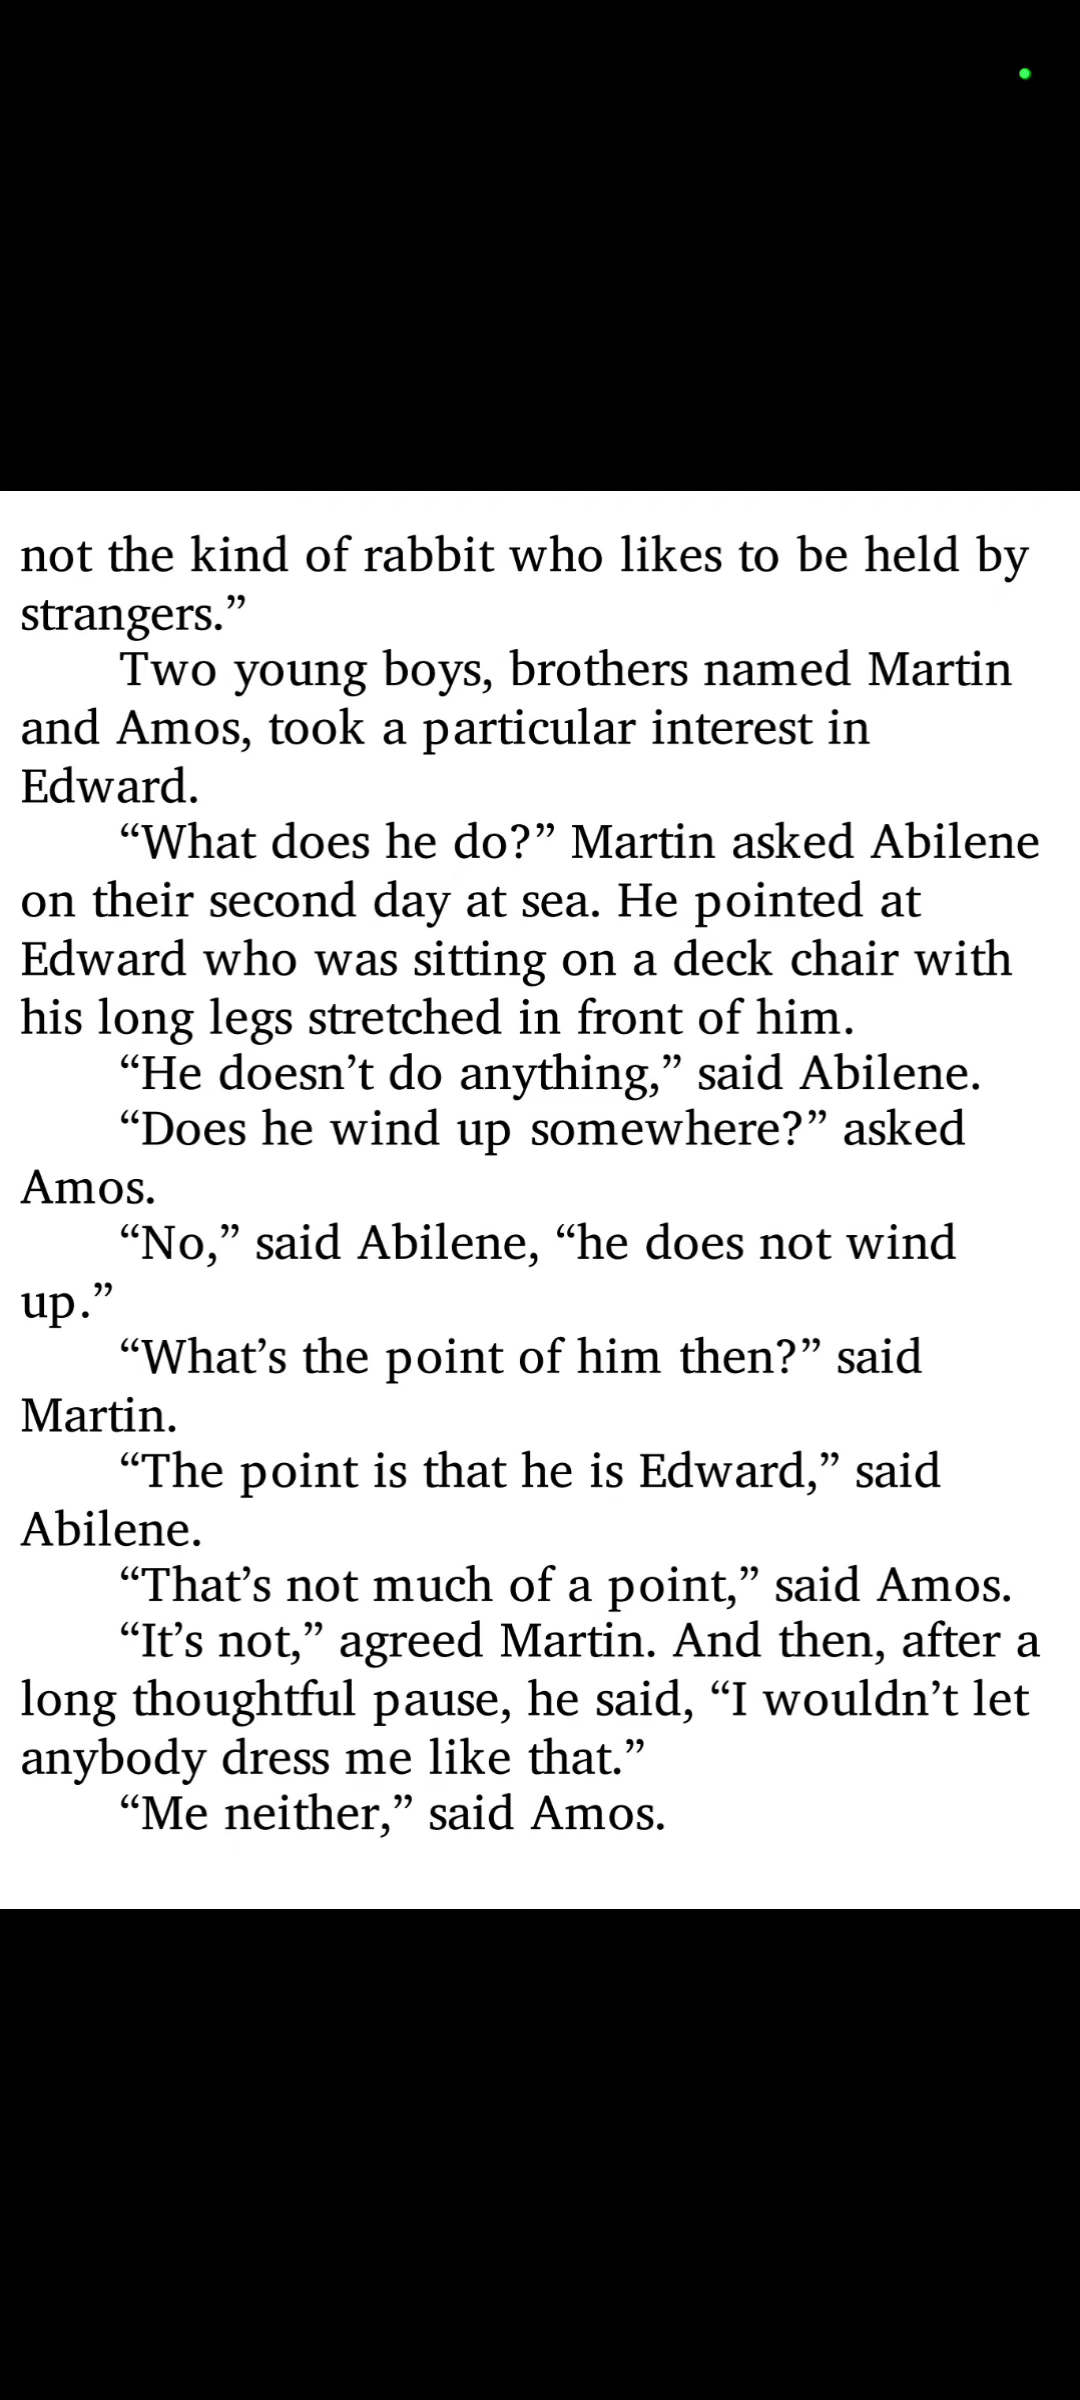 not the kind of rabbit who likes to be held by
strangers.”
Two young boys, brothers named Martin
and Amos, took a particular interest in
Edward.
“What does he do?” Martin asked Abilene
on their second day at sea. He pointed at
Edward who was sitting on a deck chair with
his long legs stretched in front of him.
“He doesn’t do anything,” said Abilene.
“Does he wind up somewhere?” asked
Amos.
“No,” said Abilene, “he does not wind
up.”
“What’s the point of him then?” said
Martin.
“The point is that he is Edward,” said
Abilene.
“That’s not much of a point,” said Amos.
“It’s not,” agreed Martin. And then, after a
long thoughtful pause, he said, “I wouldn’t let
anybody dress me like that.”
“Me neither,” said Amos.